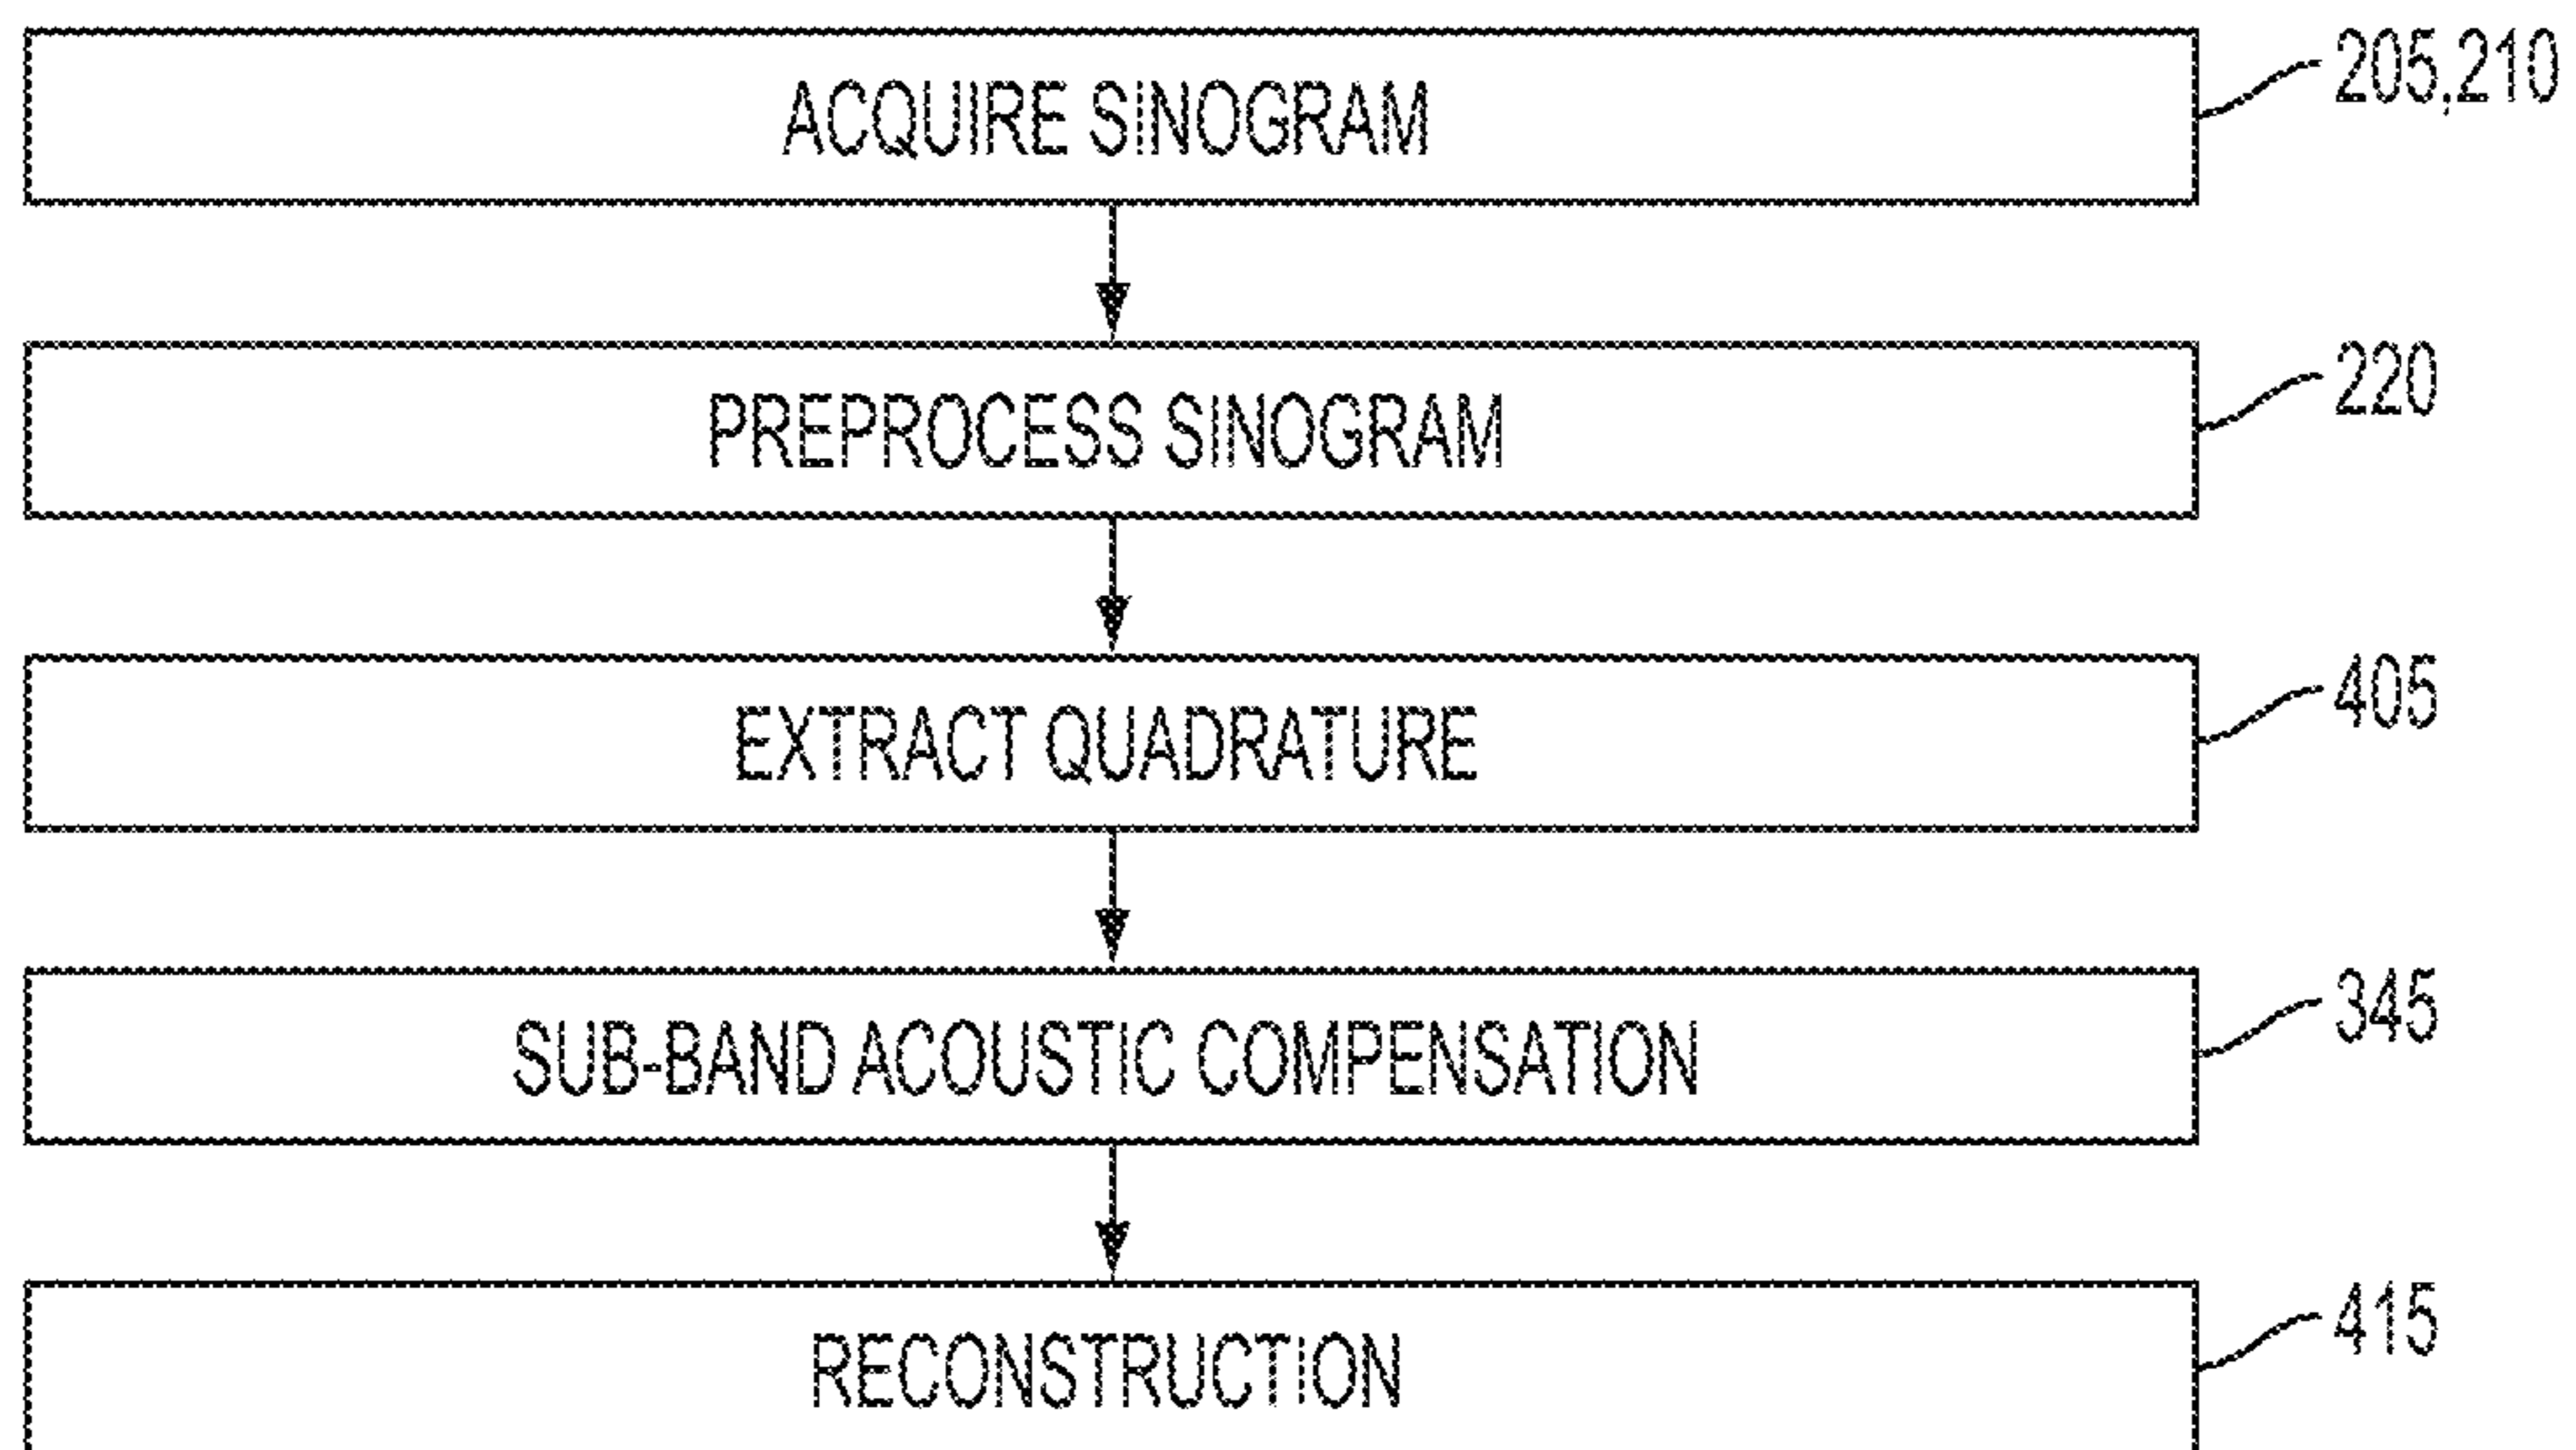 ACQUIRE SINOGRAM
205,210
PREPROCESS SINOGRAM
220
EXTRACT QUADRATURE
405
SUB-BAND ACOUSTIC COMPENSATION
345
RECONSTRUCTION
415